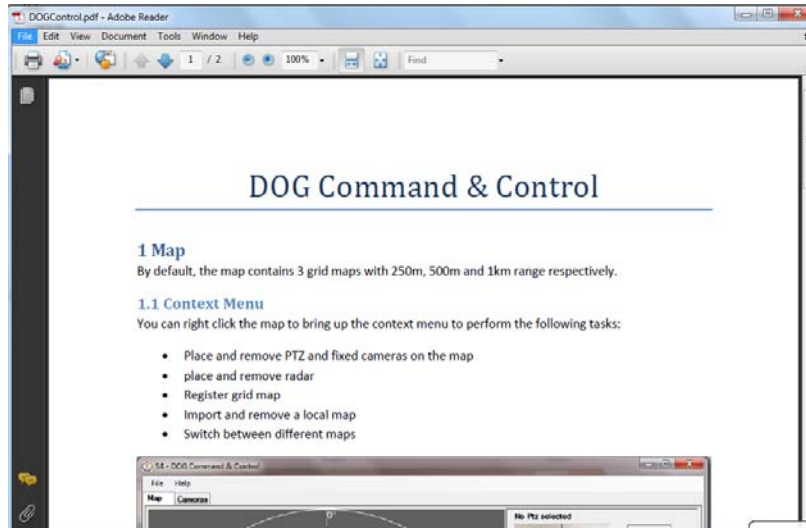 DOGControl.pdf - Adobe Reader
File Edit View Document Tools Window Help
1 / 2 100% Find
DOG Command & Control
1 Map
By default, the map contains 3 grid maps with 250m, 500m and 1km range respectively.
1.1 Context Menu
You can right click the map to bring up the context menu to perform the following tasks:
• Place and remove PTZ and fixed cameras on the map
• place and remove radar
• Register grid map
• Import and remove a local map
• Switch between different maps
DOG Command & Control
File Help
Map Cameras
0°
No Ptz selected